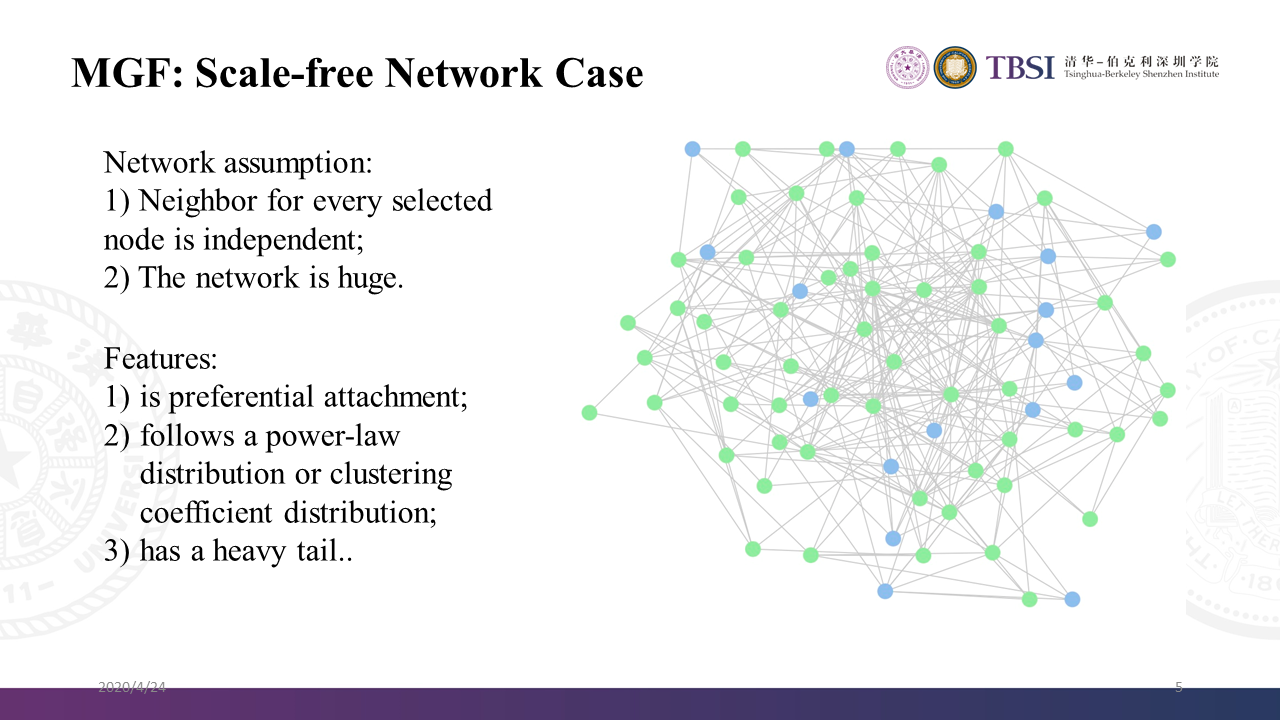 MGF: Scale-free Network Case
TBSI
清华-伯克利深圳学院
Tsinghua-Berkeley Shenzhen Institute
Network assumption:
1) Neighbor for every selected
node is independent;
2) The network is huge.
Features:
1) is preferential attachment;
2) follows a power-law
distribution or clustering
coefficient distribution;
3) has a heavy tail..
2020/4/24
5